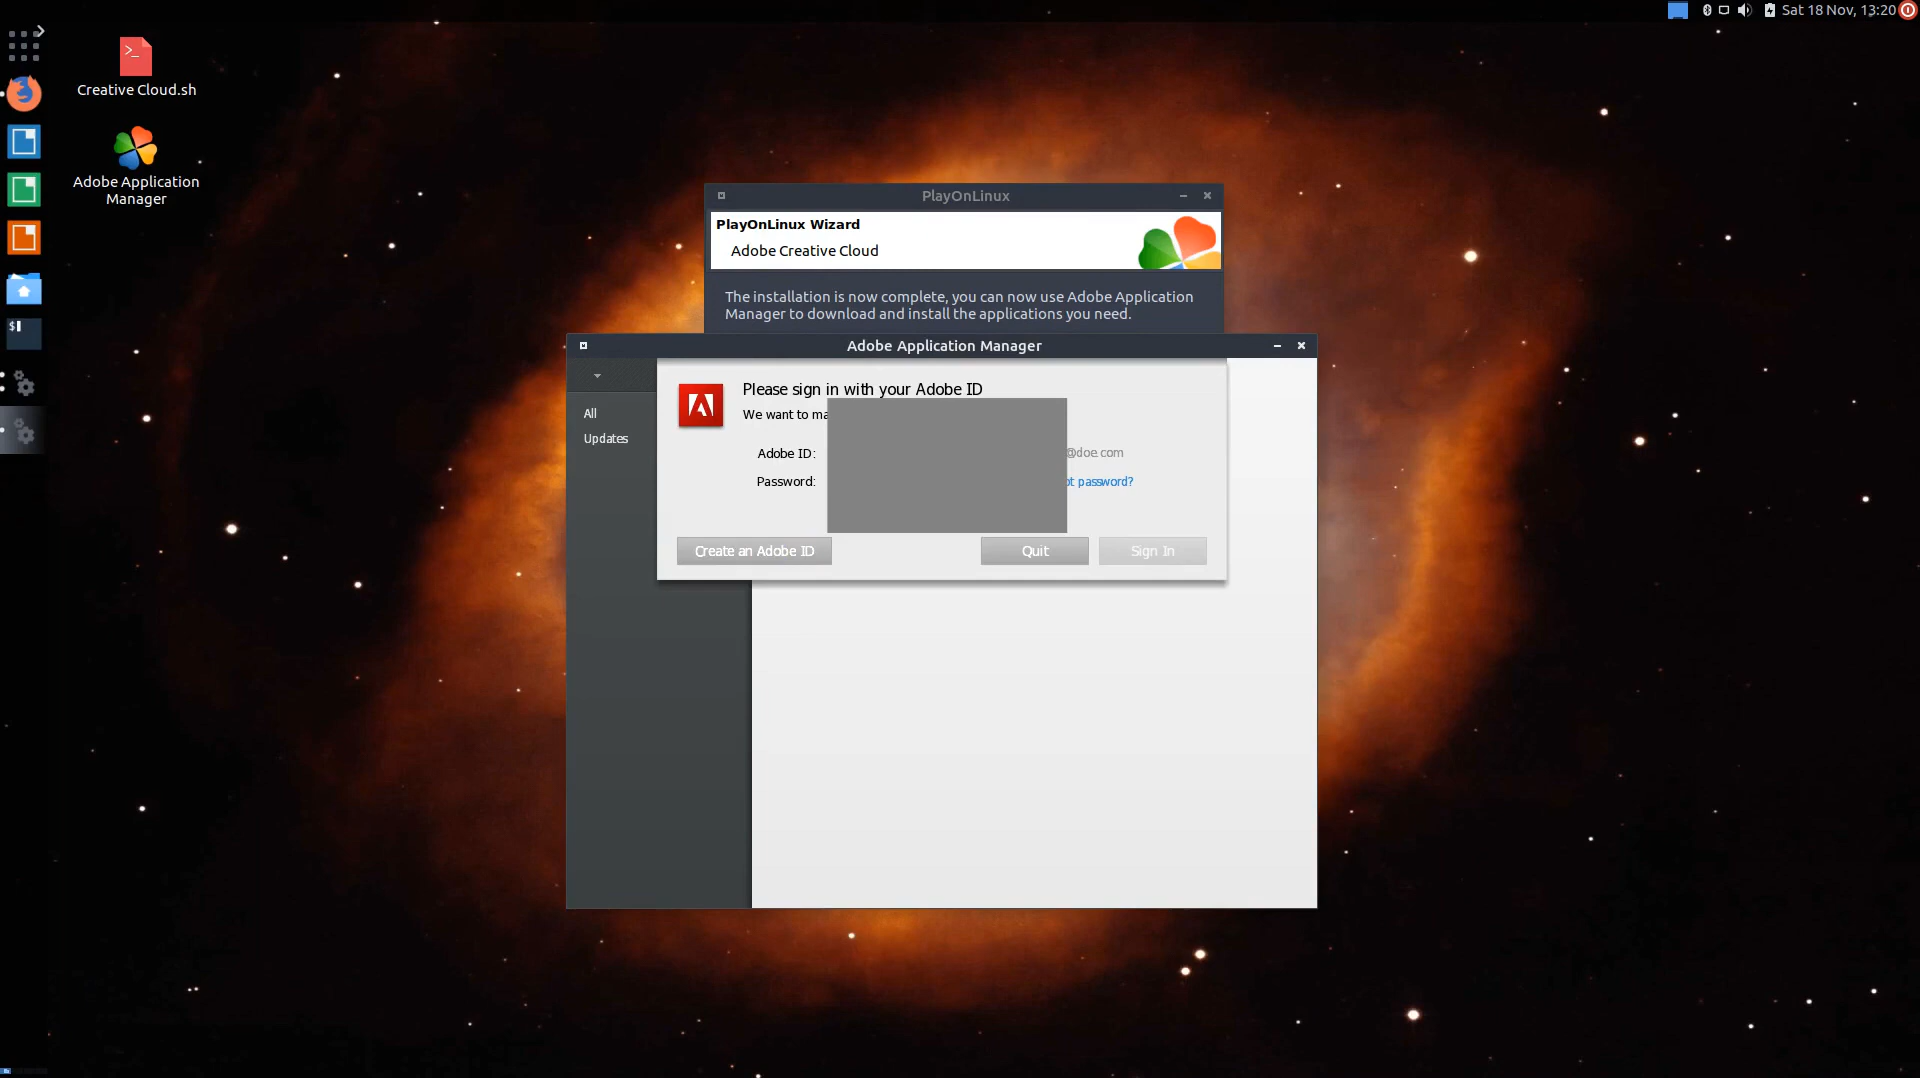 Sat 18 Nov, 13:20
Creative Cloud.sh
Adobe Application
Manager
PlayOnLinux
PlayOnLinux Wizard
Adobe Creative Cloud
The installation is now complete, you can now use Adobe Application
Manager to download and install the applications you need.
Adobe Application Manager
All
Updates
Please sign in with your Adobe ID
We want to
Adobe ID:
@doe.com
Password:
password?
Create an Adobe ID
Quit
Sign In